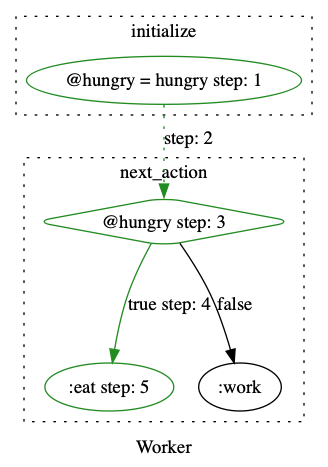 initialize
@hungry = hungry step: 1
step: 2
next_action
@hungry step: 3
true step: 4
false
:eat step: 5
:work
Worker